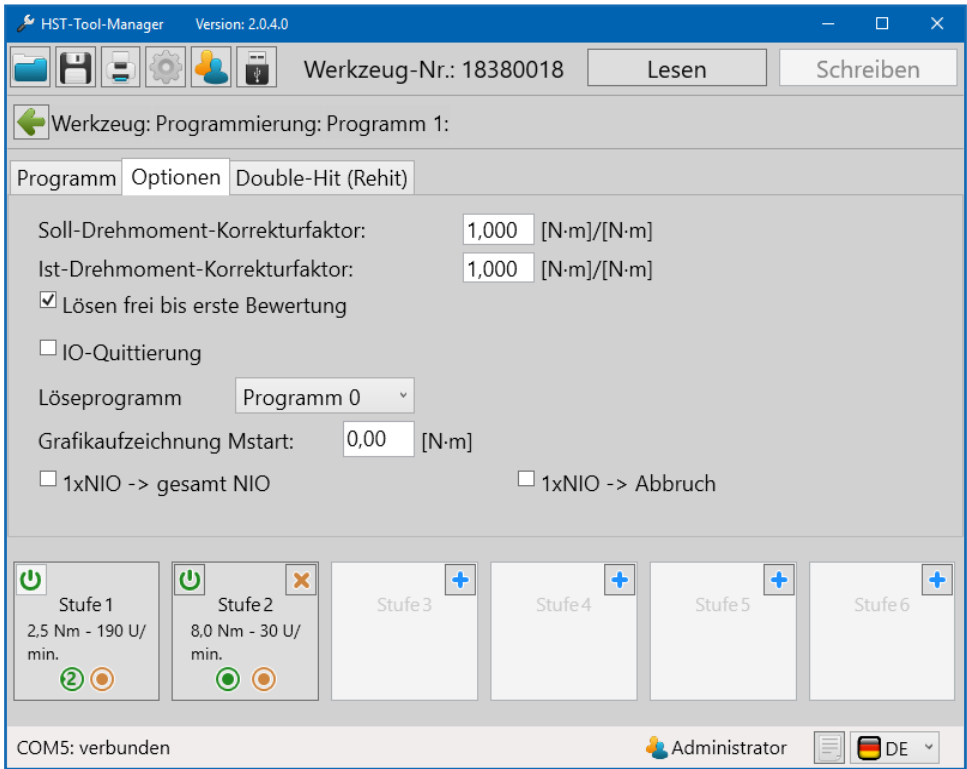 HST-Tool-Manager Version: 2.0.4.0
Werkzeug-Nr.: 18380018 Lesen Schreiben
Werkzeug: Programmierung: Programm 1:
Programm Optionen Double-Hit (Rehit)
Soll-Drehmoment-Korrekturfaktor: 1,000 [N·m]/[N·m]
Ist-Drehmoment-Korrekturfaktor: 1,000 [N·m]/[N·m]
Lösen frei bis erste Bewertung
IO-Quittierung
Löseprogramm Programm 0
Grafikaufzeichnung Mstart: 0,00 [N·m]
1xNIO -> gesamt NIO 1xNIO -> Abbruch
Stufe 1 Stufe 2 Stufe 3 Stufe 4 Stufe 5 Stufe 6
2,5 Nm - 190 U/ 8,0 Nm - 30 U/
min. min.
2
COM5: verbunden Administrator DE